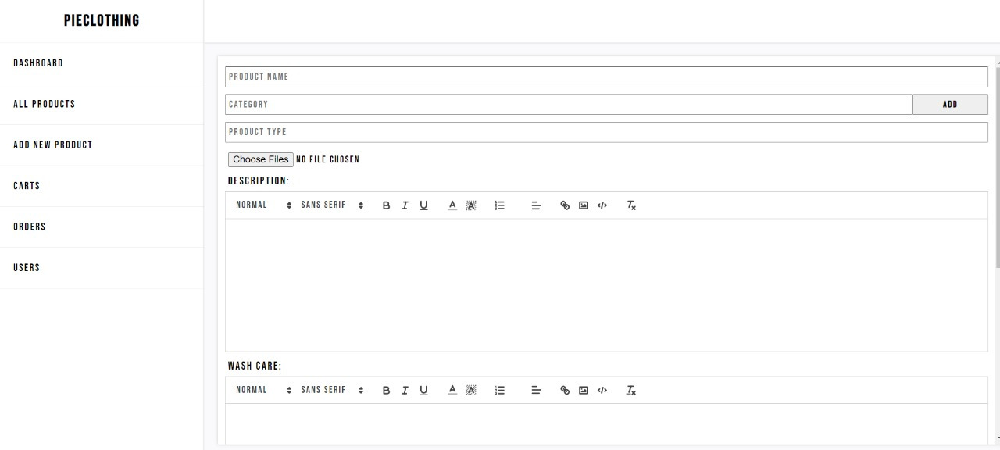 PIECLOTHING
DASHBOARD
ALL PRODUCTS
ADD NEW PRODUCT
CARTS
ORDERS
USERS
PRODUCT NAME
CATEGORY ADD
PRODUCT TYPE
Choose Files NO FILE CHOSEN
DESCRIPTION:
NORMAL SANS SERIF
WASH CARE:
NORMAL SANS SERIF